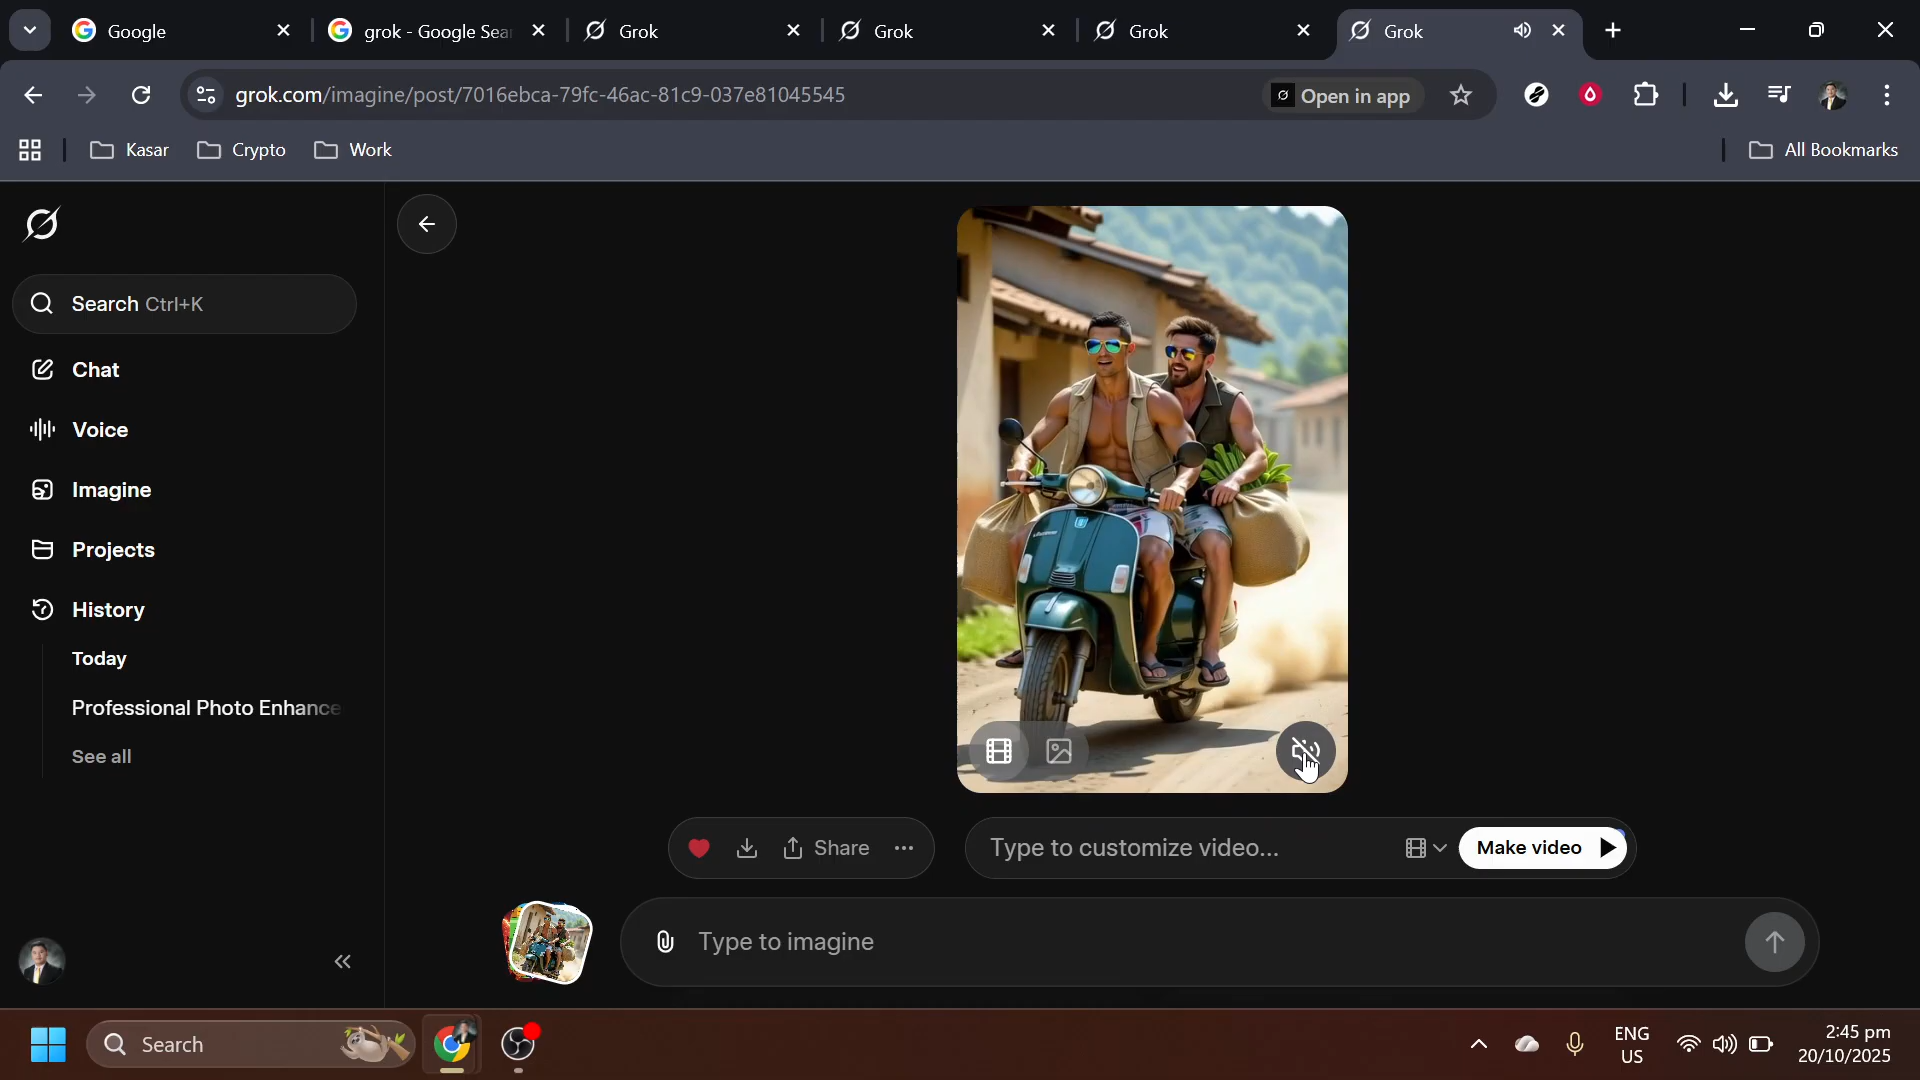 Google
grok - Google Sea
Grok
Grok
Grok
Grok
grok.com/imagine/post/7016ebca-79fc-46ac-81c9-037e81045545
Open in app
Kasar
Crypto
Work
All Bookmarks
Search Ctrl+K
Chat
Voice
Imagine
Projects
History
Today
Professional Photo Enhance
See all
Share
Type to customize video...
Make video
Type to imagine
Search
ENG
US
2:45 pm
20/10/2025